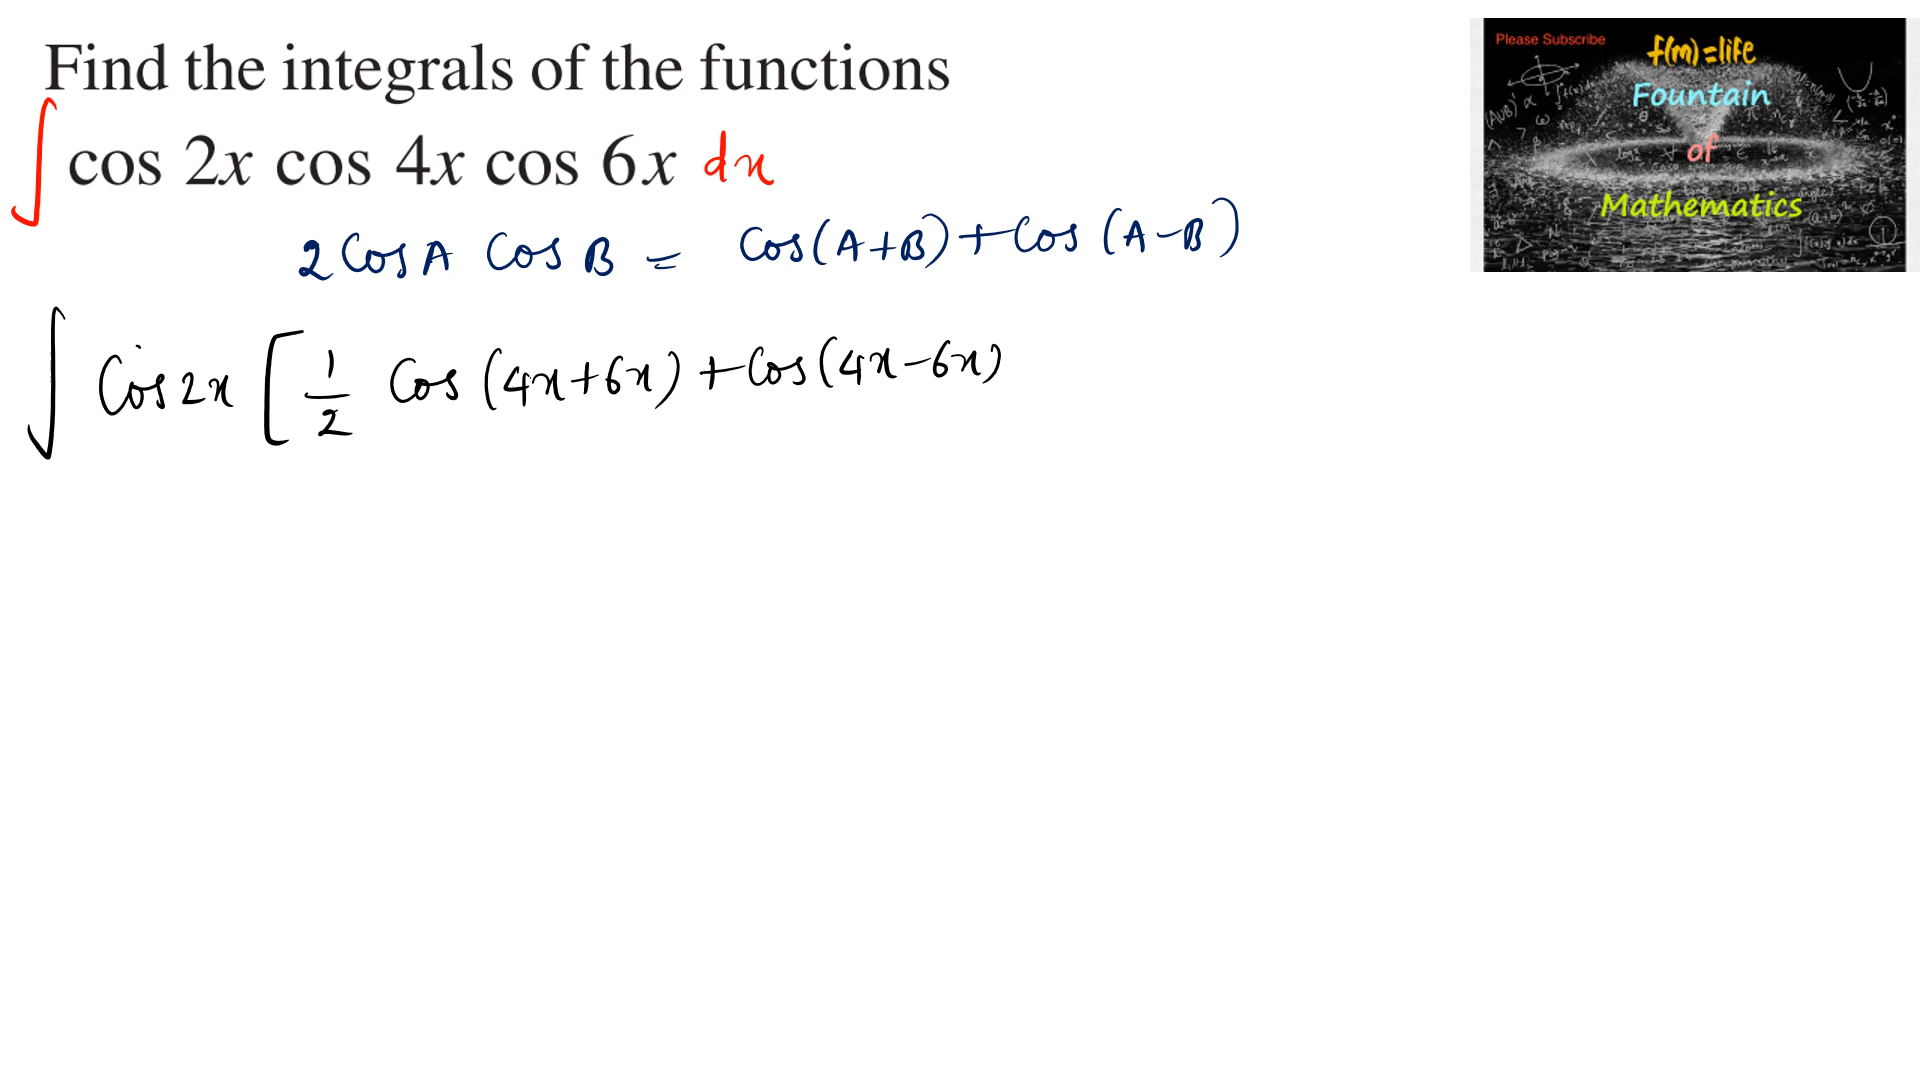 Find the integrals of the functions
∫ cos 2x cos 4x cos 6x dx
2 Cos A Cos B = Cos(A+B)+Cos (A-B)
∫ Cos 2x [ 1/2 Cos (4x+6x) +Cos(4x-6x)
Please Subscribe
f(m)=life
Fountain
of
Mathematics